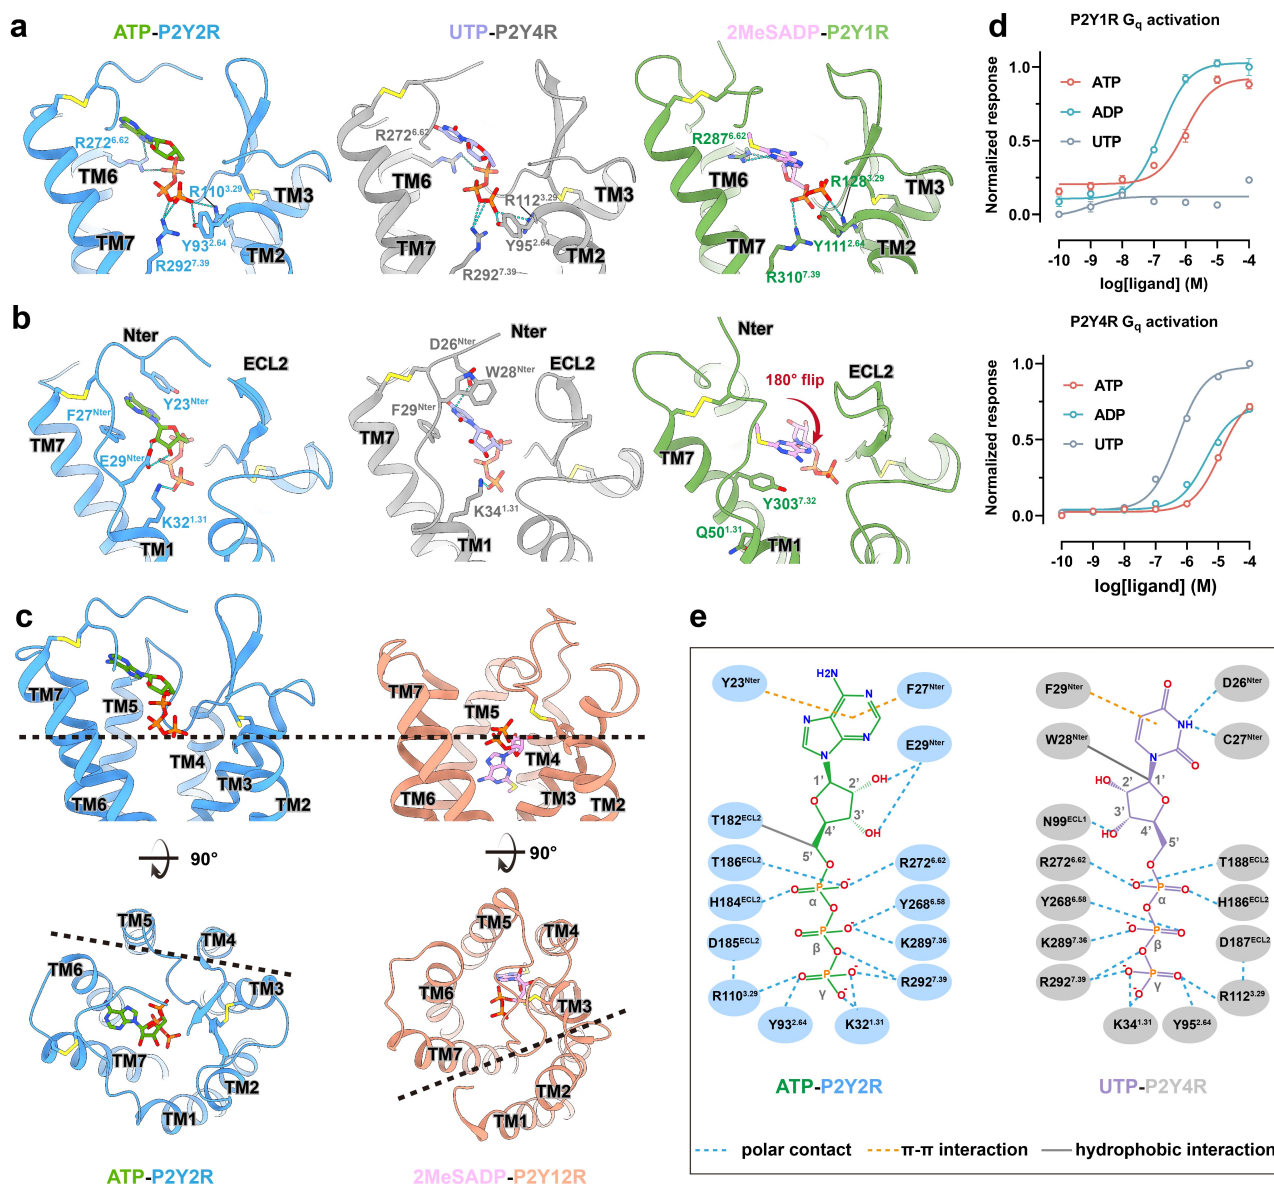 a
ATP-P2Y2R
UTP-P2Y4R
2MeSADP-P2Y1R
R272^6.62
TM6
R110^3.29
TM3
TM7
Y93^2.64
TM2
R292^7.39
R272^6.62
TM6
TM3
R112^3.29
TM7
Y95^2.64
TM2
R292^7.39
R287^6.62
TM6
R128^3.29
TM3
TM7
Y111^2.64
TM2
R310^7.39
b
Nter
ECL2
Y23^Nter
F27^Nter
TM7
E29^Nter
K32^1.31
TM1
Nter
D26^Nter
ECL2
W28^Nter
F29^Nter
TM7
K34^1.31
TM1
Nter
180° flip
ECL2
TM7
Y303^7.32
Q50^1.31
TM1
c
TM7
TM5
TM4
TM3
TM6
TM2
TM7
TM5
TM4
TM6
TM3
TM2
90°
90°
TM5
TM4
TM6
TM3
TM7
TM2
TM1
TM5
TM4
TM6
TM3
TM7
TM2
TM1
ATP-P2Y2R
2MeSADP-P2Y12R
d
P2Y1R Gq activation
Normalized response
1.0
0.5
0.0
ATP
ADP
UTP
-10 -9 -8 -7 -6 -5 -4
log[ligand] (M)
P2Y4R Gq activation
Normalized response
1.0
0.5
0.0
ATP
ADP
UTP
-10 -9 -8 -7 -6 -5 -4
log[ligand] (M)
e
Y23^Nter
H2N
N
N
N
N
F27^Nter
E29^Nter
1'
2'
OH
O
3'
OH
4'
5'
T182^ECL2
T186^ECL2
O
R272^6.62
H184^ECL2
O
P
O-
α
O
Y268^6.58
D185^ECL2
O
P
O-
K289^7.36
β
O
R110^3.29
O
P
O-
R292^7.39
γ
O-
Y93^2.64
K32^1.31
ATP-P2Y2R
F29^Nter
O
D26^Nter
NH
W28^Nter
N
O
C27^Nter
HO
2'
1'
O
3'
N99^ECL1
HO
4'
5'
O
R272^6.62
T188^ECL2
O-
P
O
α
Y268^6.58
O
H186^ECL2
K289^7.36
O-
P
O
D187^ECL2
β
O
R292^7.39
O-
P
O
R112^3.29
O-
γ
K34^1.31
Y95^2.64
UTP-P2Y4R
polar contact
π-π interaction
hydrophobic interaction